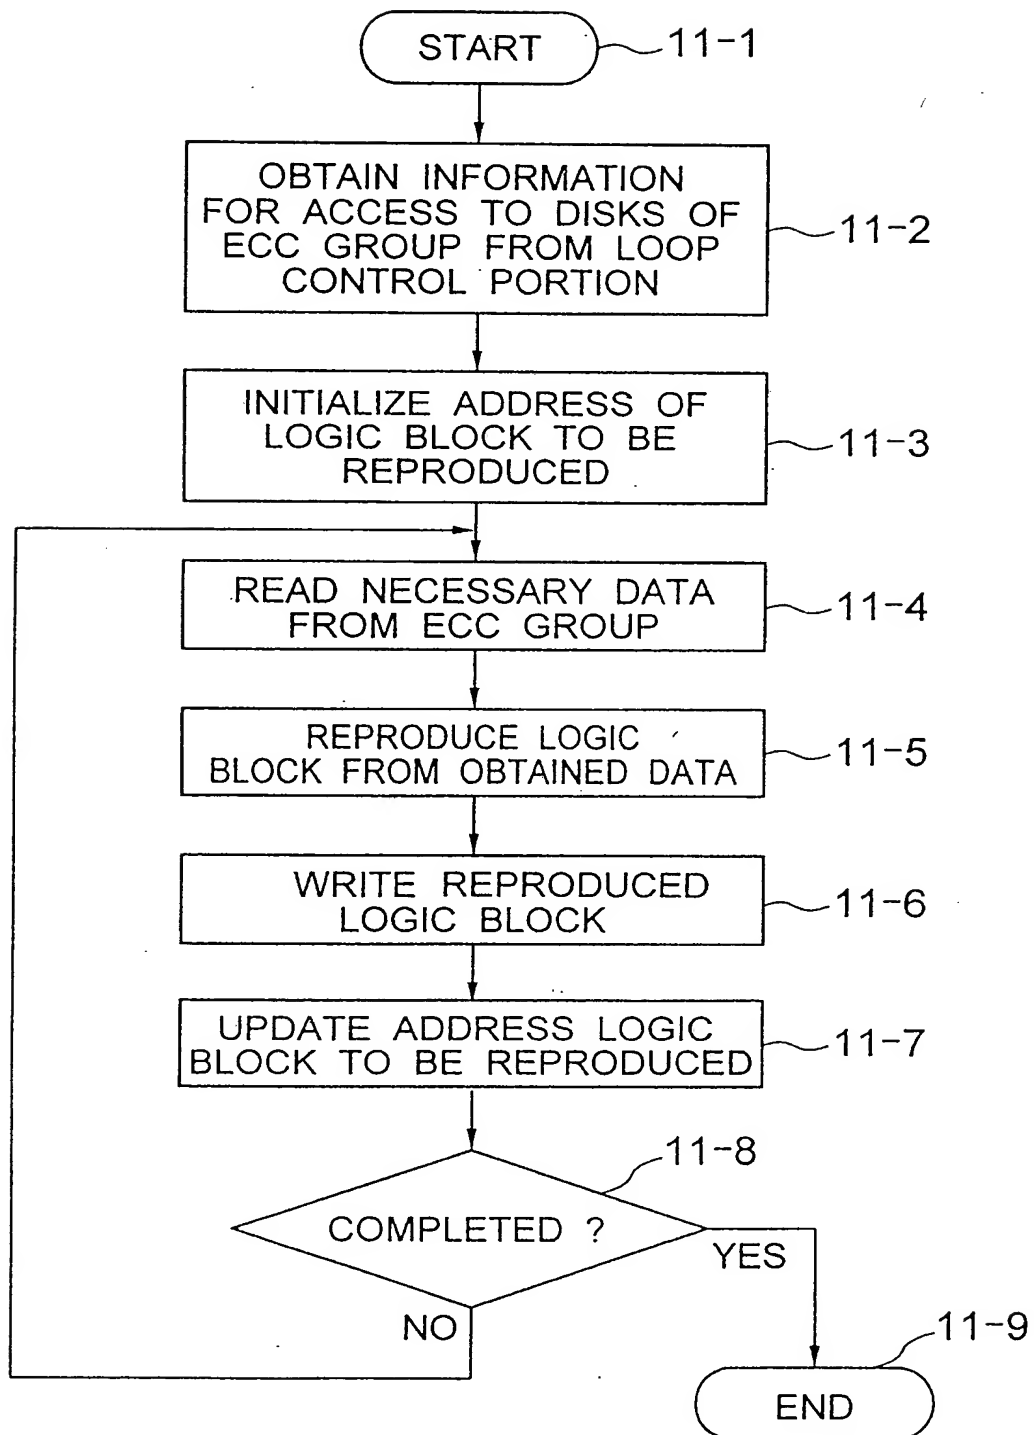 START
11-1
OBTAIN INFORMATION
FOR ACCESS TO DISKS OF
ECC GROUP FROM LOOP
CONTROL PORTION
11-2
INITIALIZE ADDRESS OF
LOGIC BLOCK TO BE
REPRODUCED
11-3
READ NECESSARY DATA
FROM ECC GROUP
11-4
REPRODUCE LOGIC
BLOCK FROM OBTAINED DATA
11-5
WRITE REPRODUCED
LOGIC BLOCK
11-6
UPDATE ADDRESS LOGIC
BLOCK TO BE REPRODUCED
11-7
11-8
COMPLETED ?
YES
NO
11-9
END